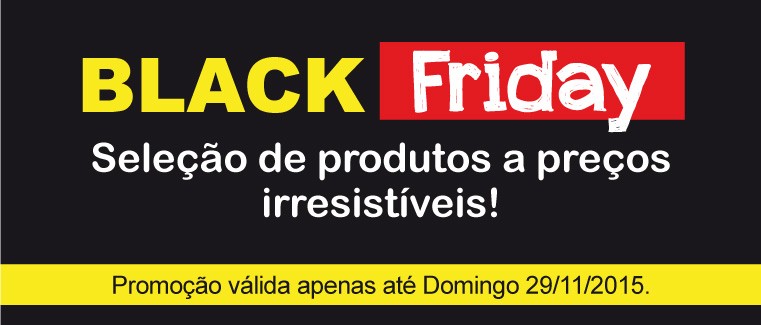 BLACK Friday
Seleção de produtos a preços
irresistíveis!
Promoção válida apenas até Domingo 29/11/2015.